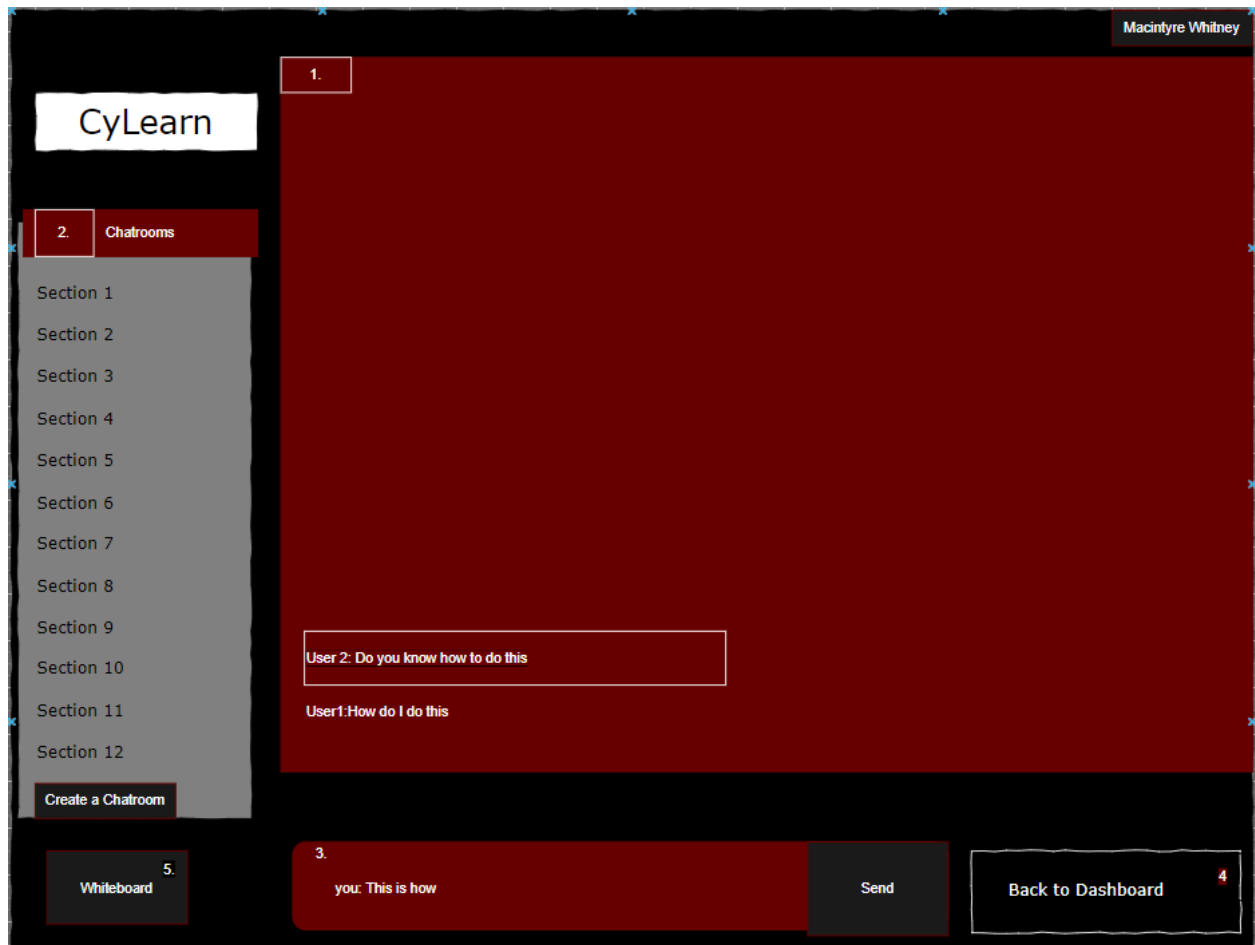 Macintyre Whitney
1.
CyLearn
2. Chatrooms
Section 1
Section 2
Section 3
Section 4
Section 5
Section 6
Section 7
Section 8
Section 9
Section 10
Section 11
Section 12
Create a Chatroom
User 2: Do you know how to do this
User1:How do I do this
5.
Whiteboard
3.
you: This is how
Send
4
Back to Dashboard